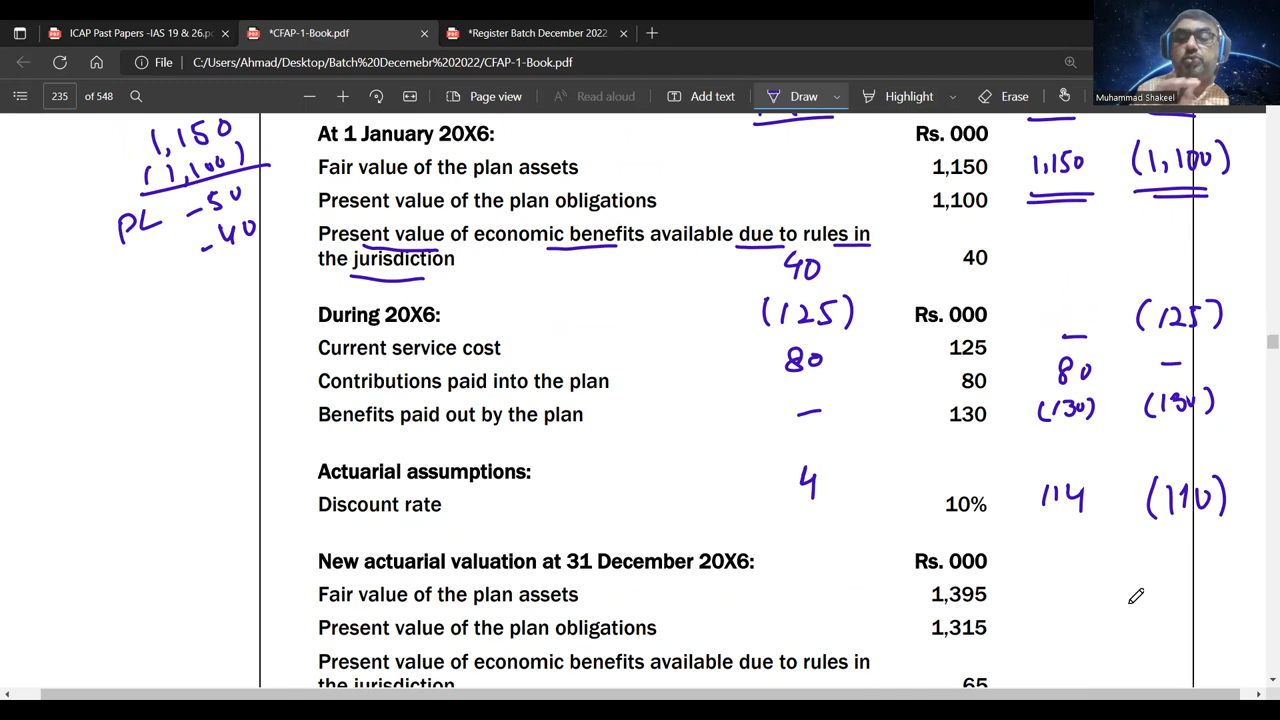 ICAP Past Papers -IAS 19 & 26.p
*CFAP-1-Book.pdf
*Register Batch December 2022
File
C:/Users/Ahmad/Desktop/Batch%20Decemebr%202022/CFAP-1-Book.pdf
235 of 548
Page view
Read aloud
Add text
Draw
Highlight
Erase
Muhammad Shakeel
1,150
(1,100)
PL -50
-40
At 1 January 20X6: Rs. 000
Fair value of the plan assets 1,150 1,150 (1,100)
Present value of the plan obligations 1,100
Present value of economic benefits available due to rules in
the jurisdiction 40 40
During 20X6: (125) Rs. 000 (125)
Current service cost 80 125 —
Contributions paid into the plan 80 80 —
Benefits paid out by the plan — 130 (130) (130)
Actuarial assumptions: 4
Discount rate 10% 114 (110)
New actuarial valuation at 31 December 20X6: Rs. 000
Fair value of the plan assets 1,395
Present value of the plan obligations 1,315
Present value of economic benefits available due to rules in
the jurisdiction 65